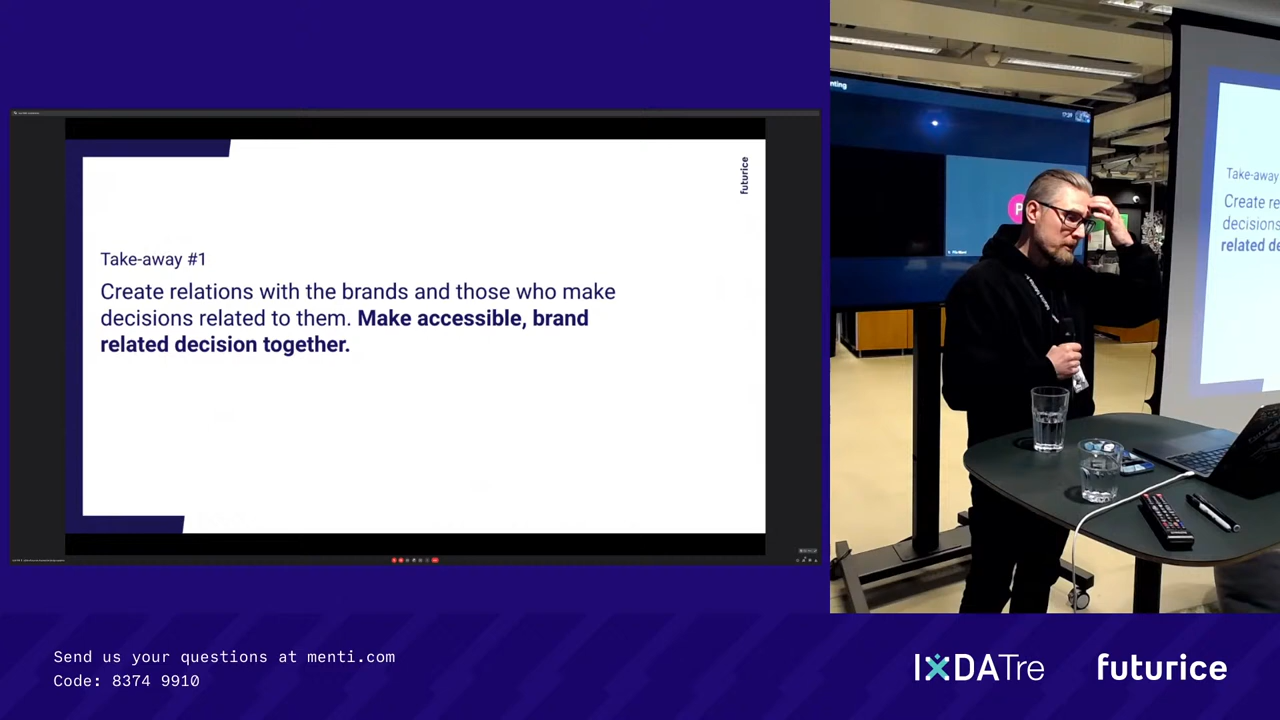 futurice
Take-away #1
Create relations with the brands and those who make
decisions related to them. Make accessible, brand
related decision together.
17:29
P
Take-away
Create re
decisions
related de
Send us your questions at menti.com
Code: 8374 9910
IXDATre
futurice